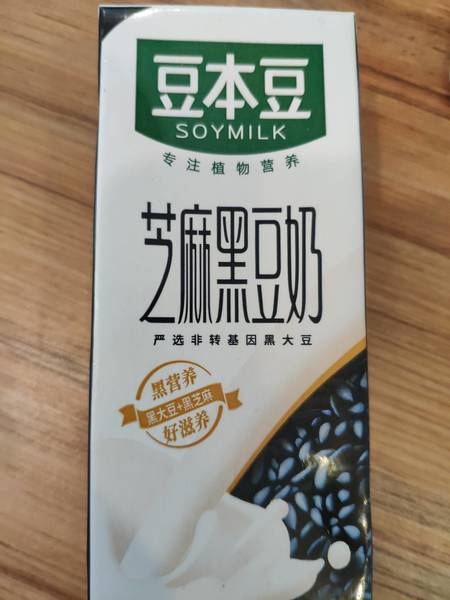 豆本豆
SOYMILK
专注植物营养
芝麻黑豆奶
严选非转基因黑大豆
黑营养
黑大豆+黑芝麻
好滋养